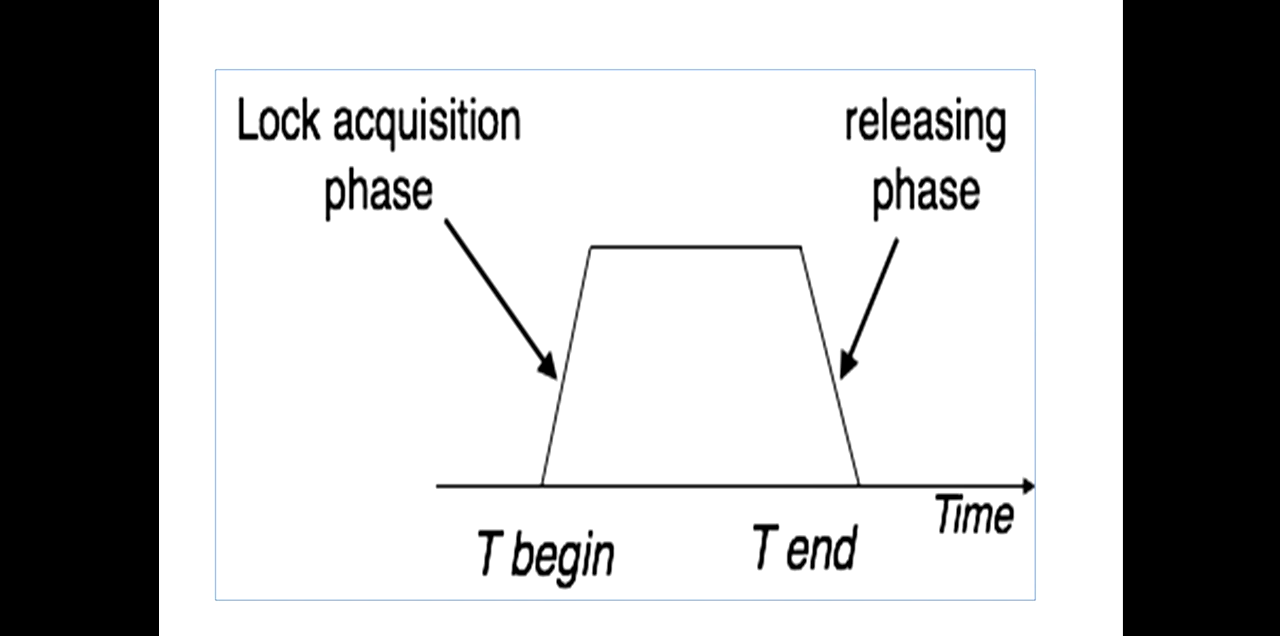 Lock acquisition
phase
releasing
phase
Time
T begin
T end